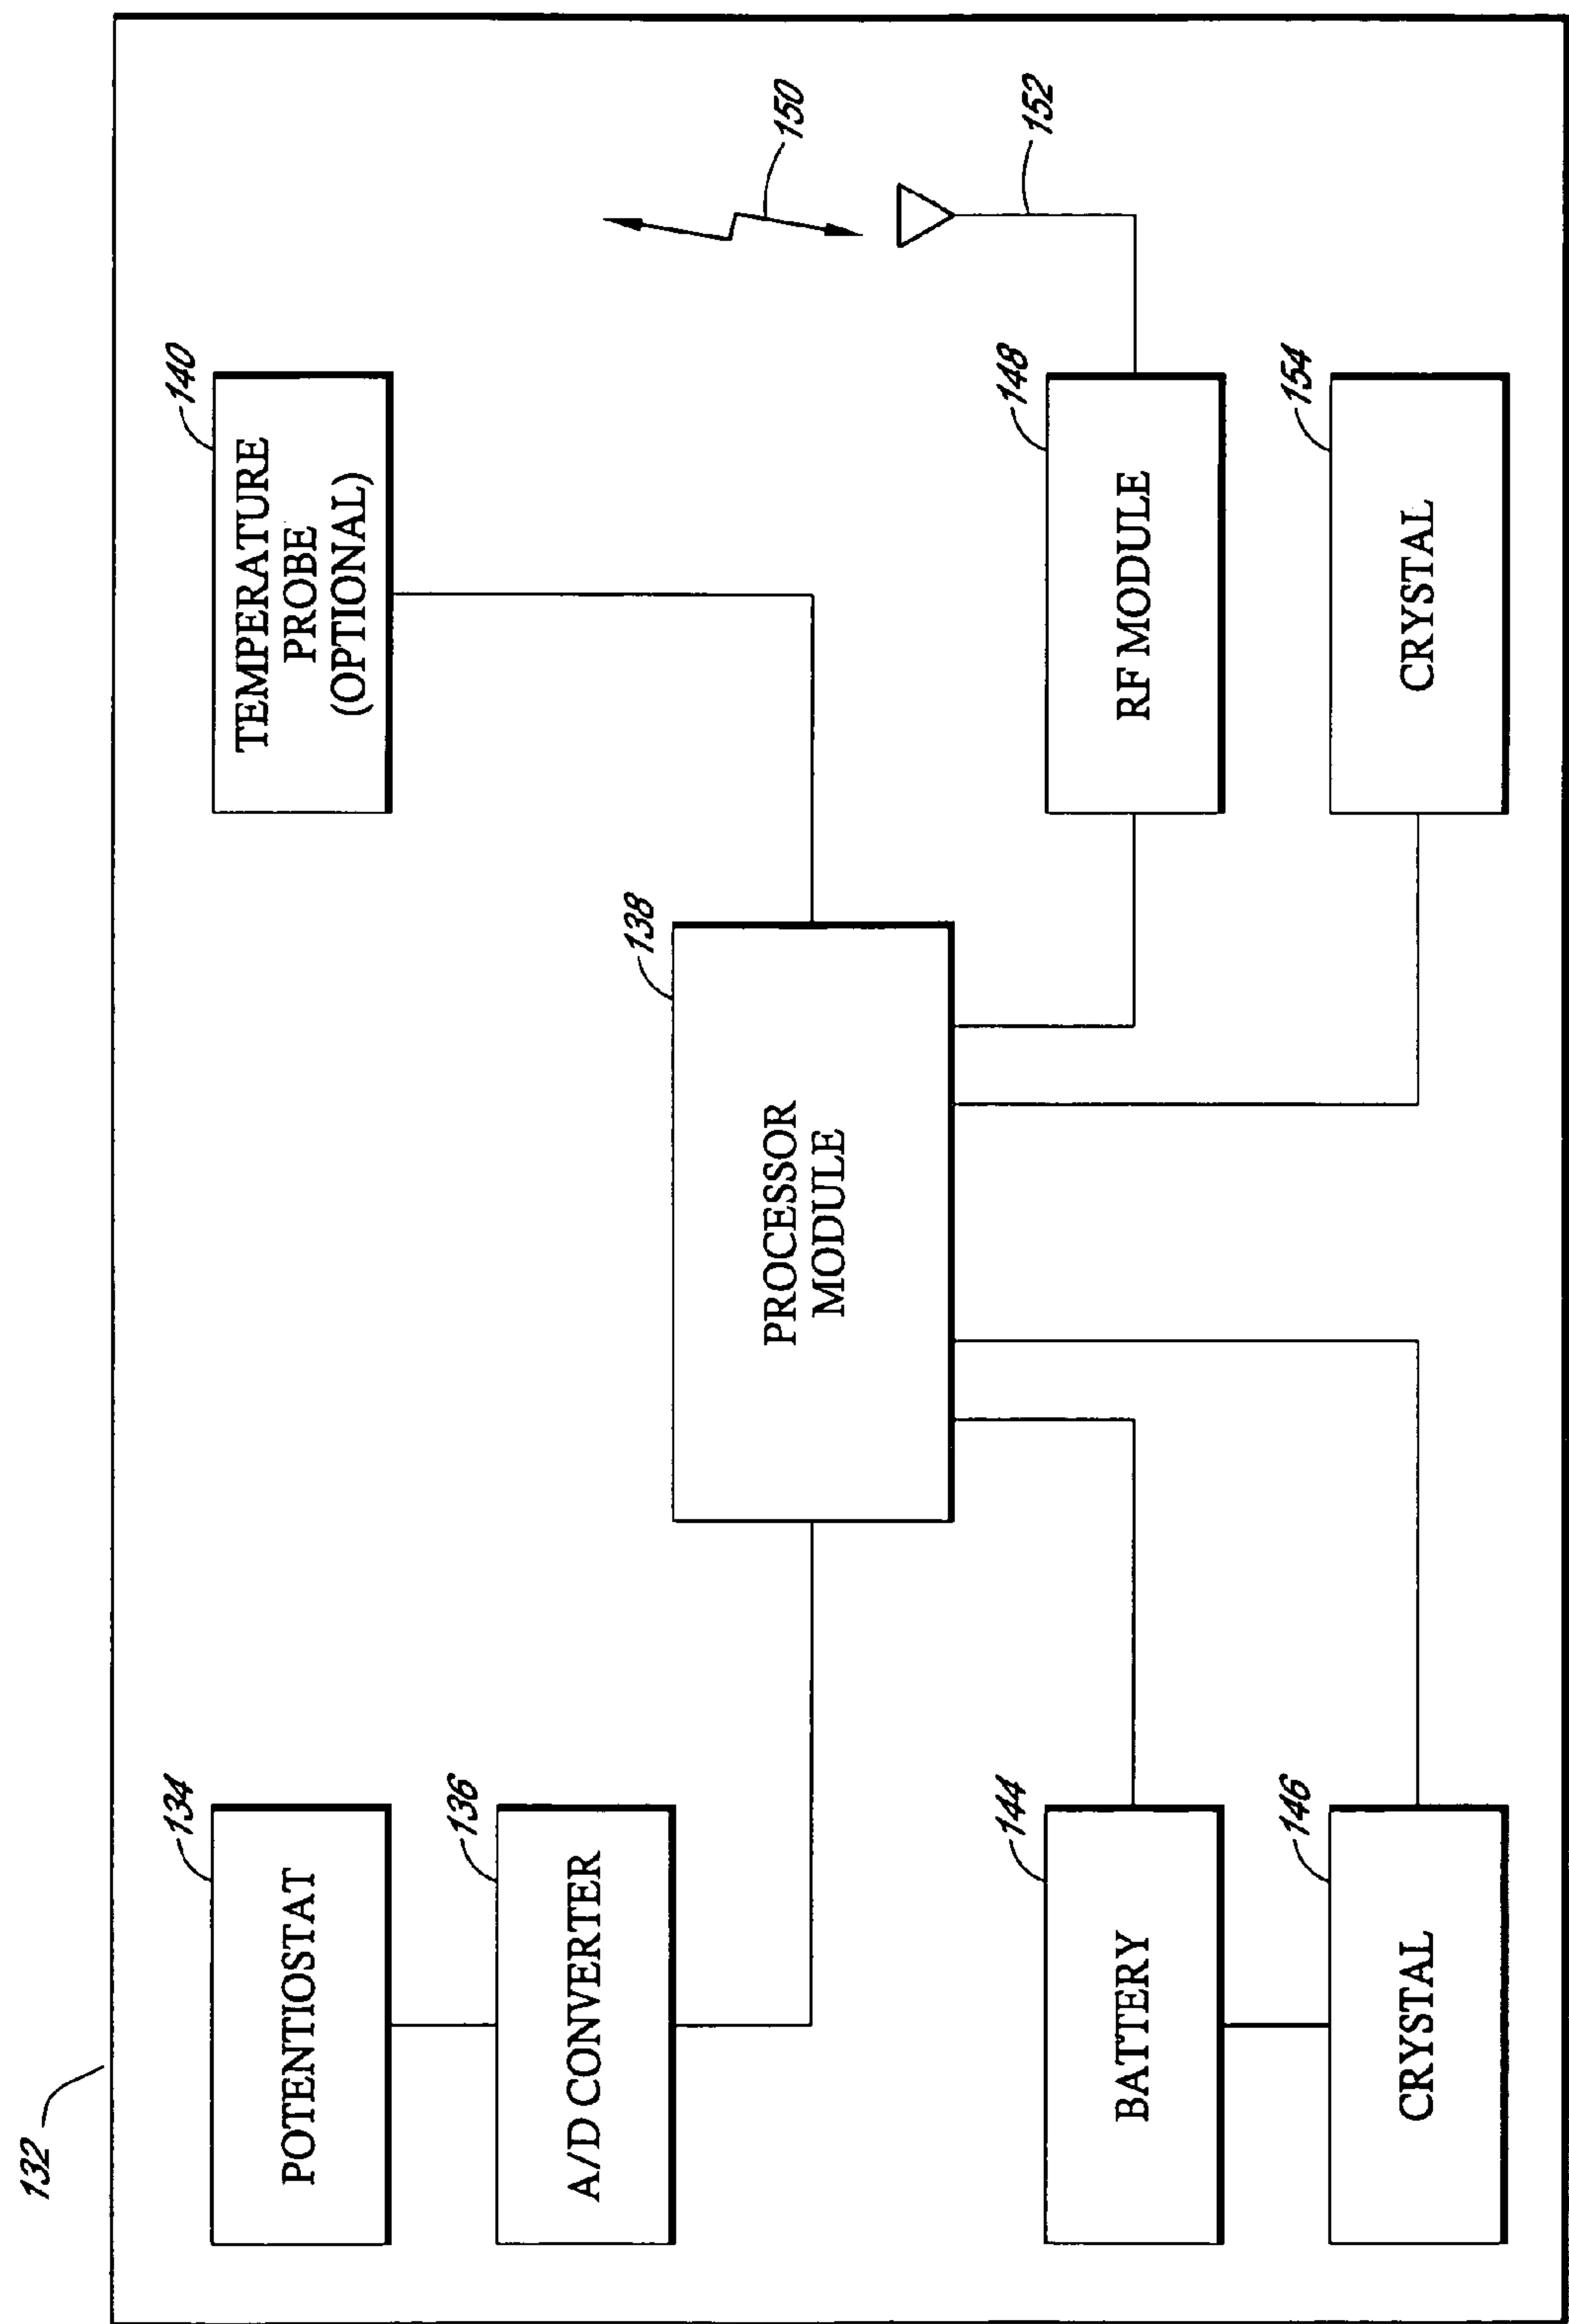 132
134
POTENTIOSTAT
136
A/D CONVERTER
138
PROCESSOR
MODULE
140
TEMPERATURE
PROBE
(OPTIONAL)
150
152
144
BATTERY
146
CRYSTAL
148
RF MODULE
154
CRYSTAL